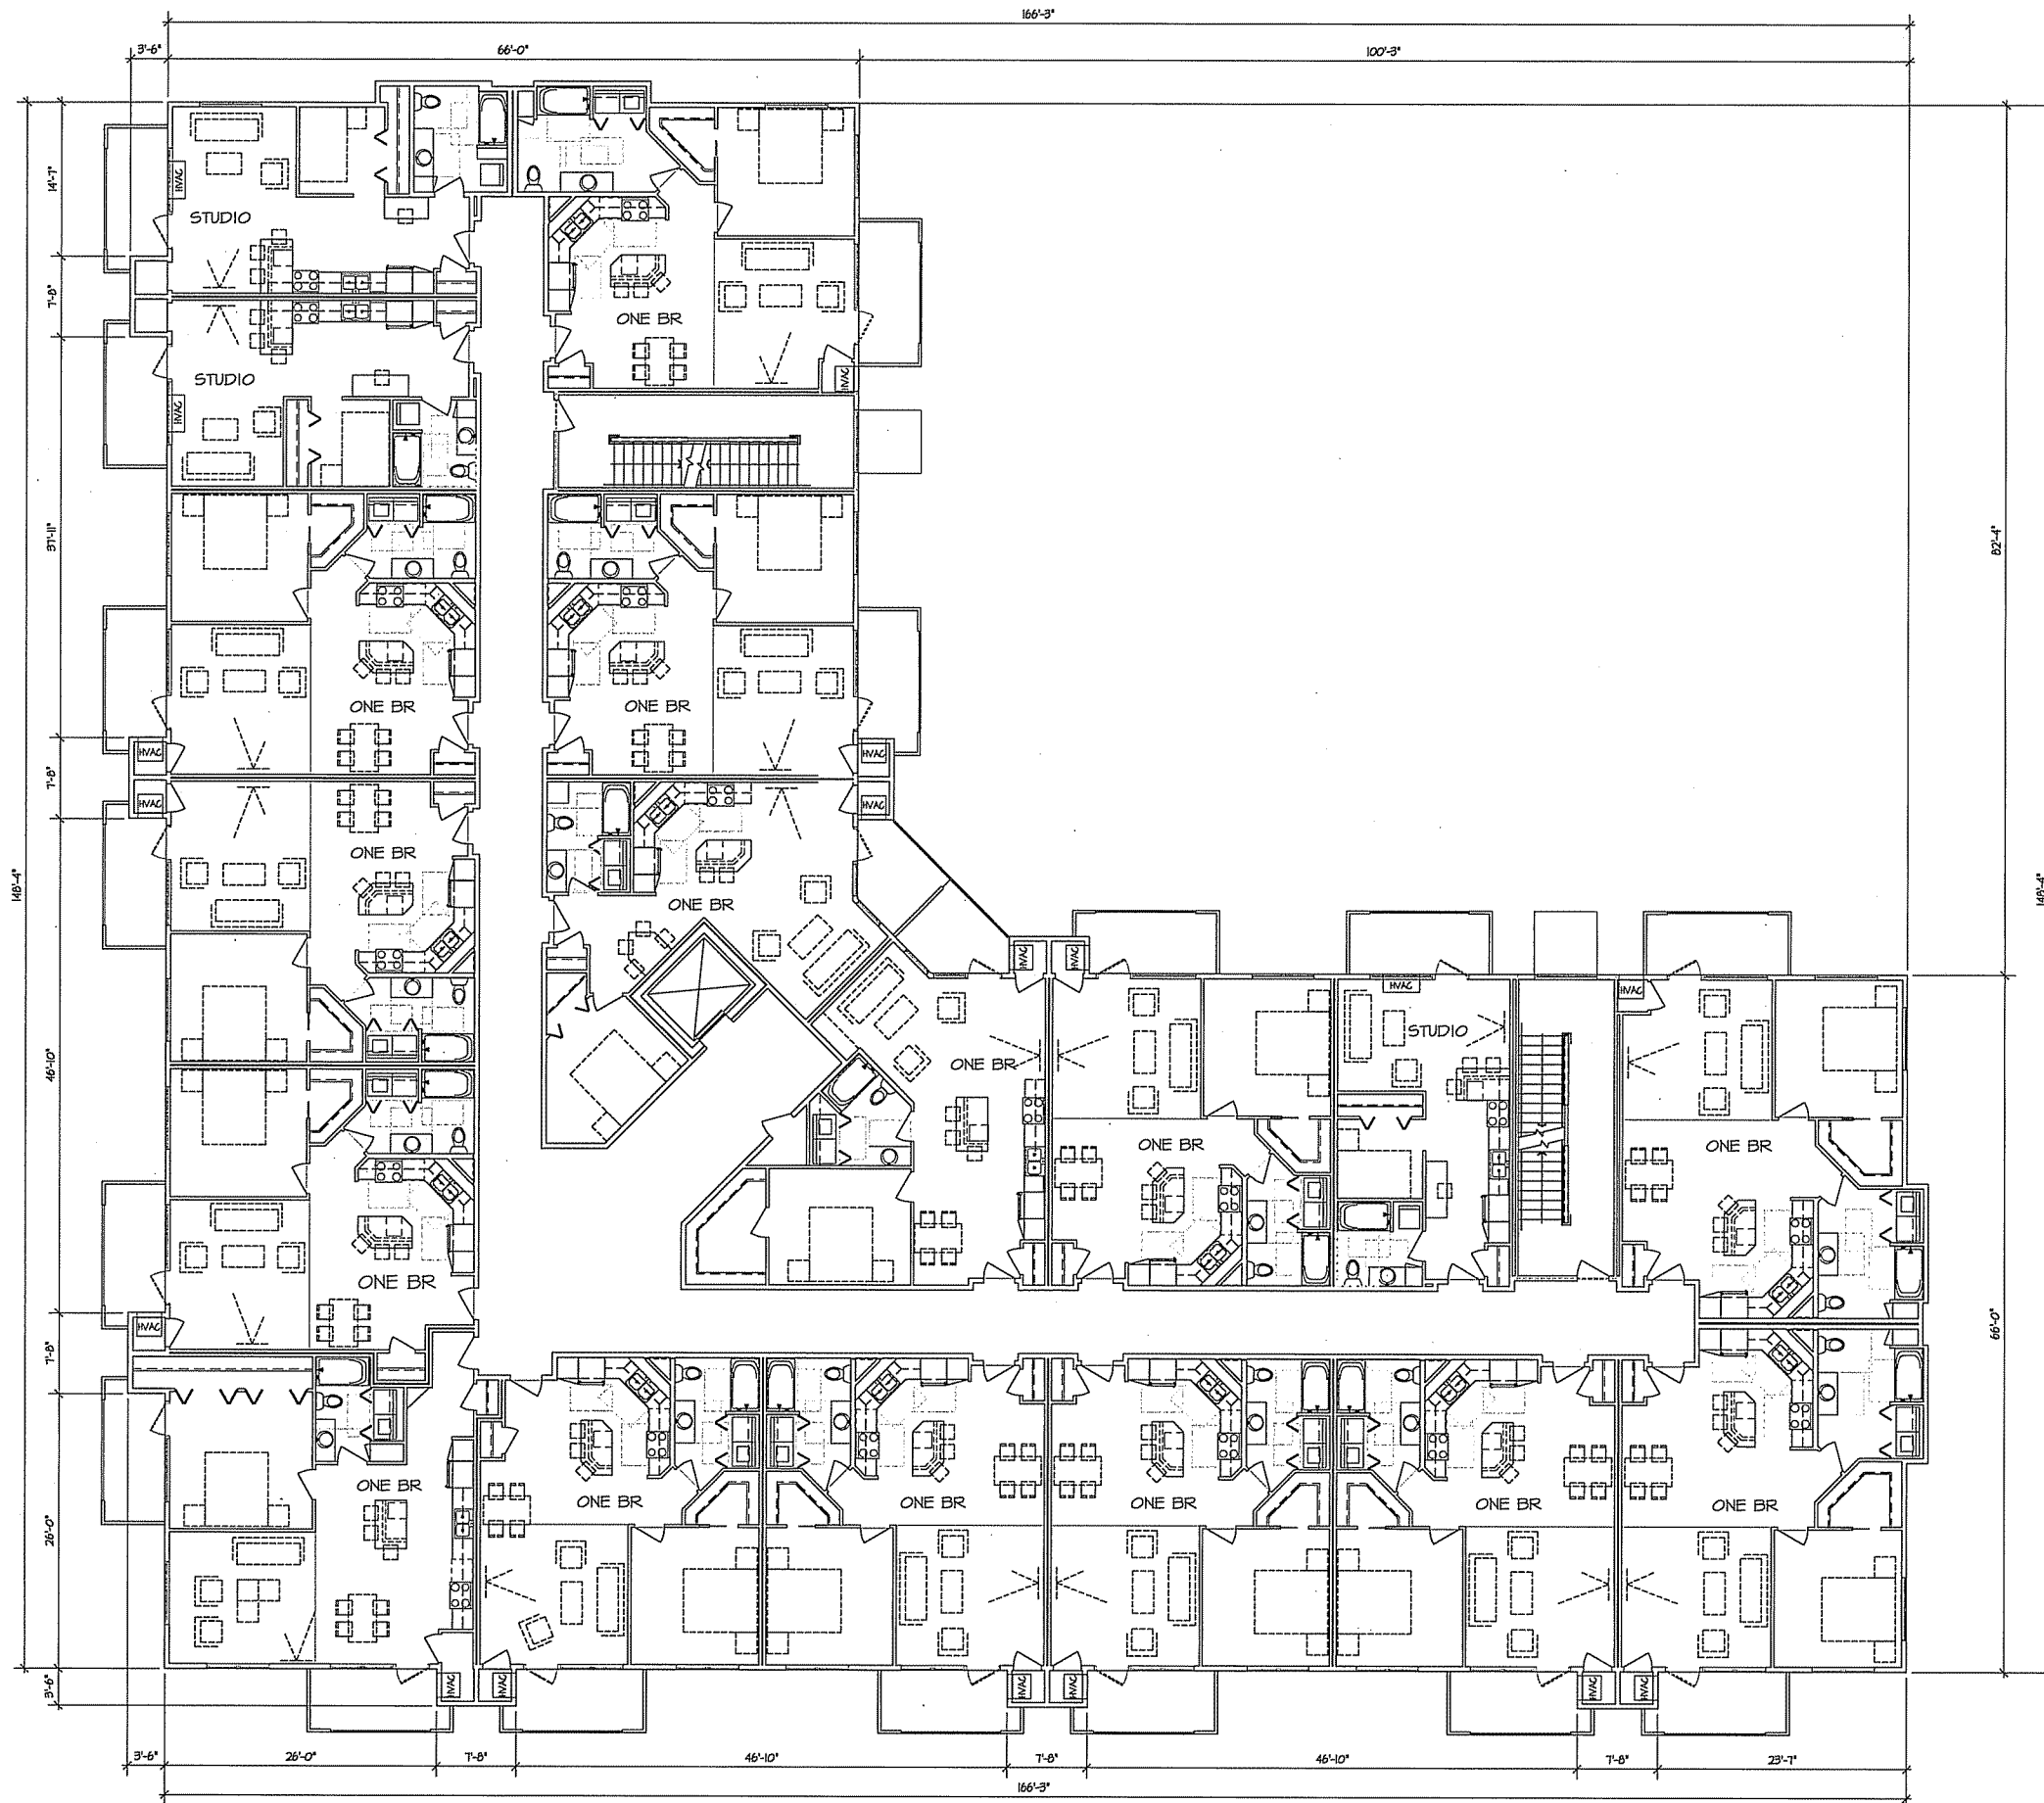 166'-3"
3'-6"
66'-0"
100'-3"
14'-7"
HVAC
STUDIO
7'-8"
ONE BR
STUDIO
HVAC
HVAC
37'-11"
82'-4"
ONE BR
ONE BR
HVAC
HVAC
7'-8"
HVAC
HVAC
ONE BR
148'-4"
148'-4"
ONE BR
HVAC
HVAC
HVAC
HVAC
STUDIO
46'-10"
ONE BR
ONE BR
ONE BR
ONE BR
HVAC
66'-0"
7'-8"
ONE BR
ONE BR
ONE BR
ONE BR
ONE BR
ONE BR
26'-0"
3'-6"
HVAC
HVAC
HVAC
HVAC
HVAC
HVAC
3'-6"
26'-0"
7'-8"
46'-10"
7'-8"
46'-10"
7'-8"
23'-7"
166'-3"